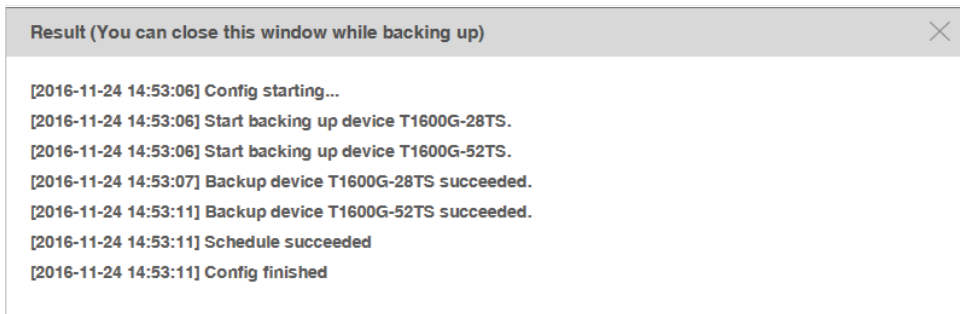 Result (You can close this window while backing up)
[2016-11-24 14:53:06] Config starting...
[2016-11-24 14:53:06] Start backing up device T1600G-28TS.
[2016-11-24 14:53:06] Start backing up device T1600G-52TS.
[2016-11-24 14:53:07] Backup device T1600G-28TS succeeded.
[2016-11-24 14:53:11] Backup device T1600G-52TS succeeded.
[2016-11-24 14:53:11] Schedule succeeded
[2016-11-24 14:53:11] Config finished